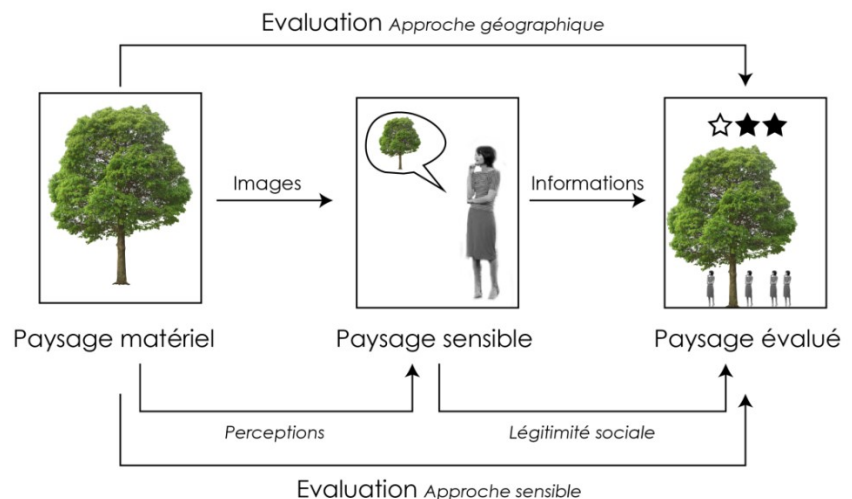 Evaluation Approche géographique
Images
Informations
Paysage matériel
Paysage sensible
Paysage évalué
Perceptions
Légitimité sociale
Evaluation Approche sensible